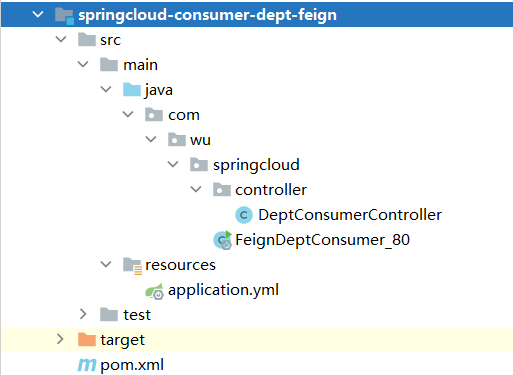 springcloud-consumer-dept-feign
src
main
java
com
wu
springcloud
controller
DeptConsumerController
FeignDeptConsumer_80
resources
application.yml
test
target
pom.xml